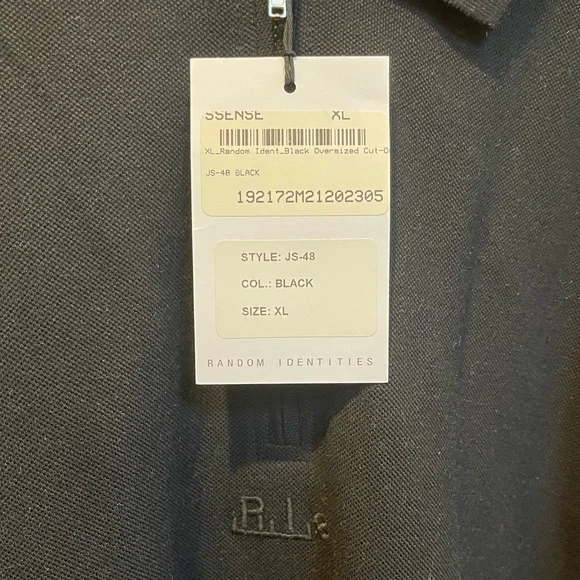 SSENSE XL
XL_Random Ident_Black Oversized Cut-O
JS-48 BLACK
192172M21202305
STYLE: JS-48
COL.: BLACK
SIZE: XL
RANDOM IDENTITIES
R.I.s